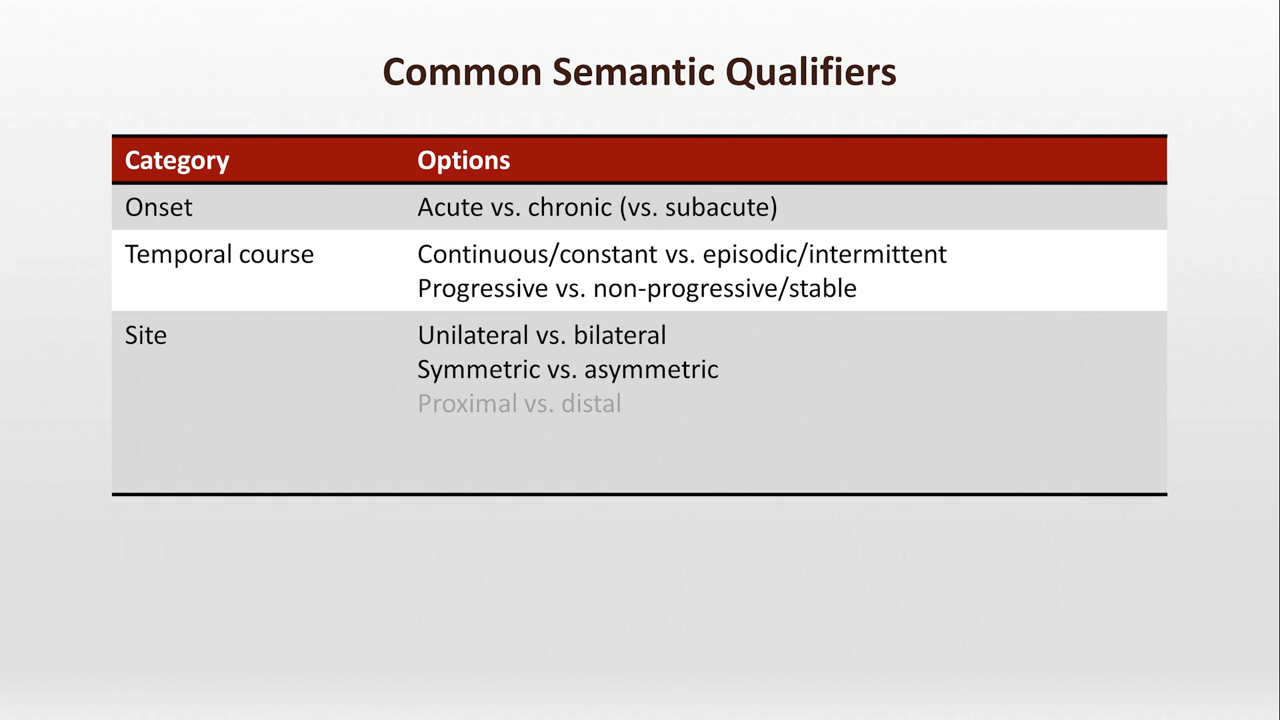 Common Semantic Qualifiers
Category Options
Onset Acute vs. chronic (vs. subacute)
Temporal course Continuous/constant vs. episodic/intermittent
Progressive vs. non-progressive/stable
Site Unilateral vs. bilateral
Symmetric vs. asymmetric
Proximal vs. distal